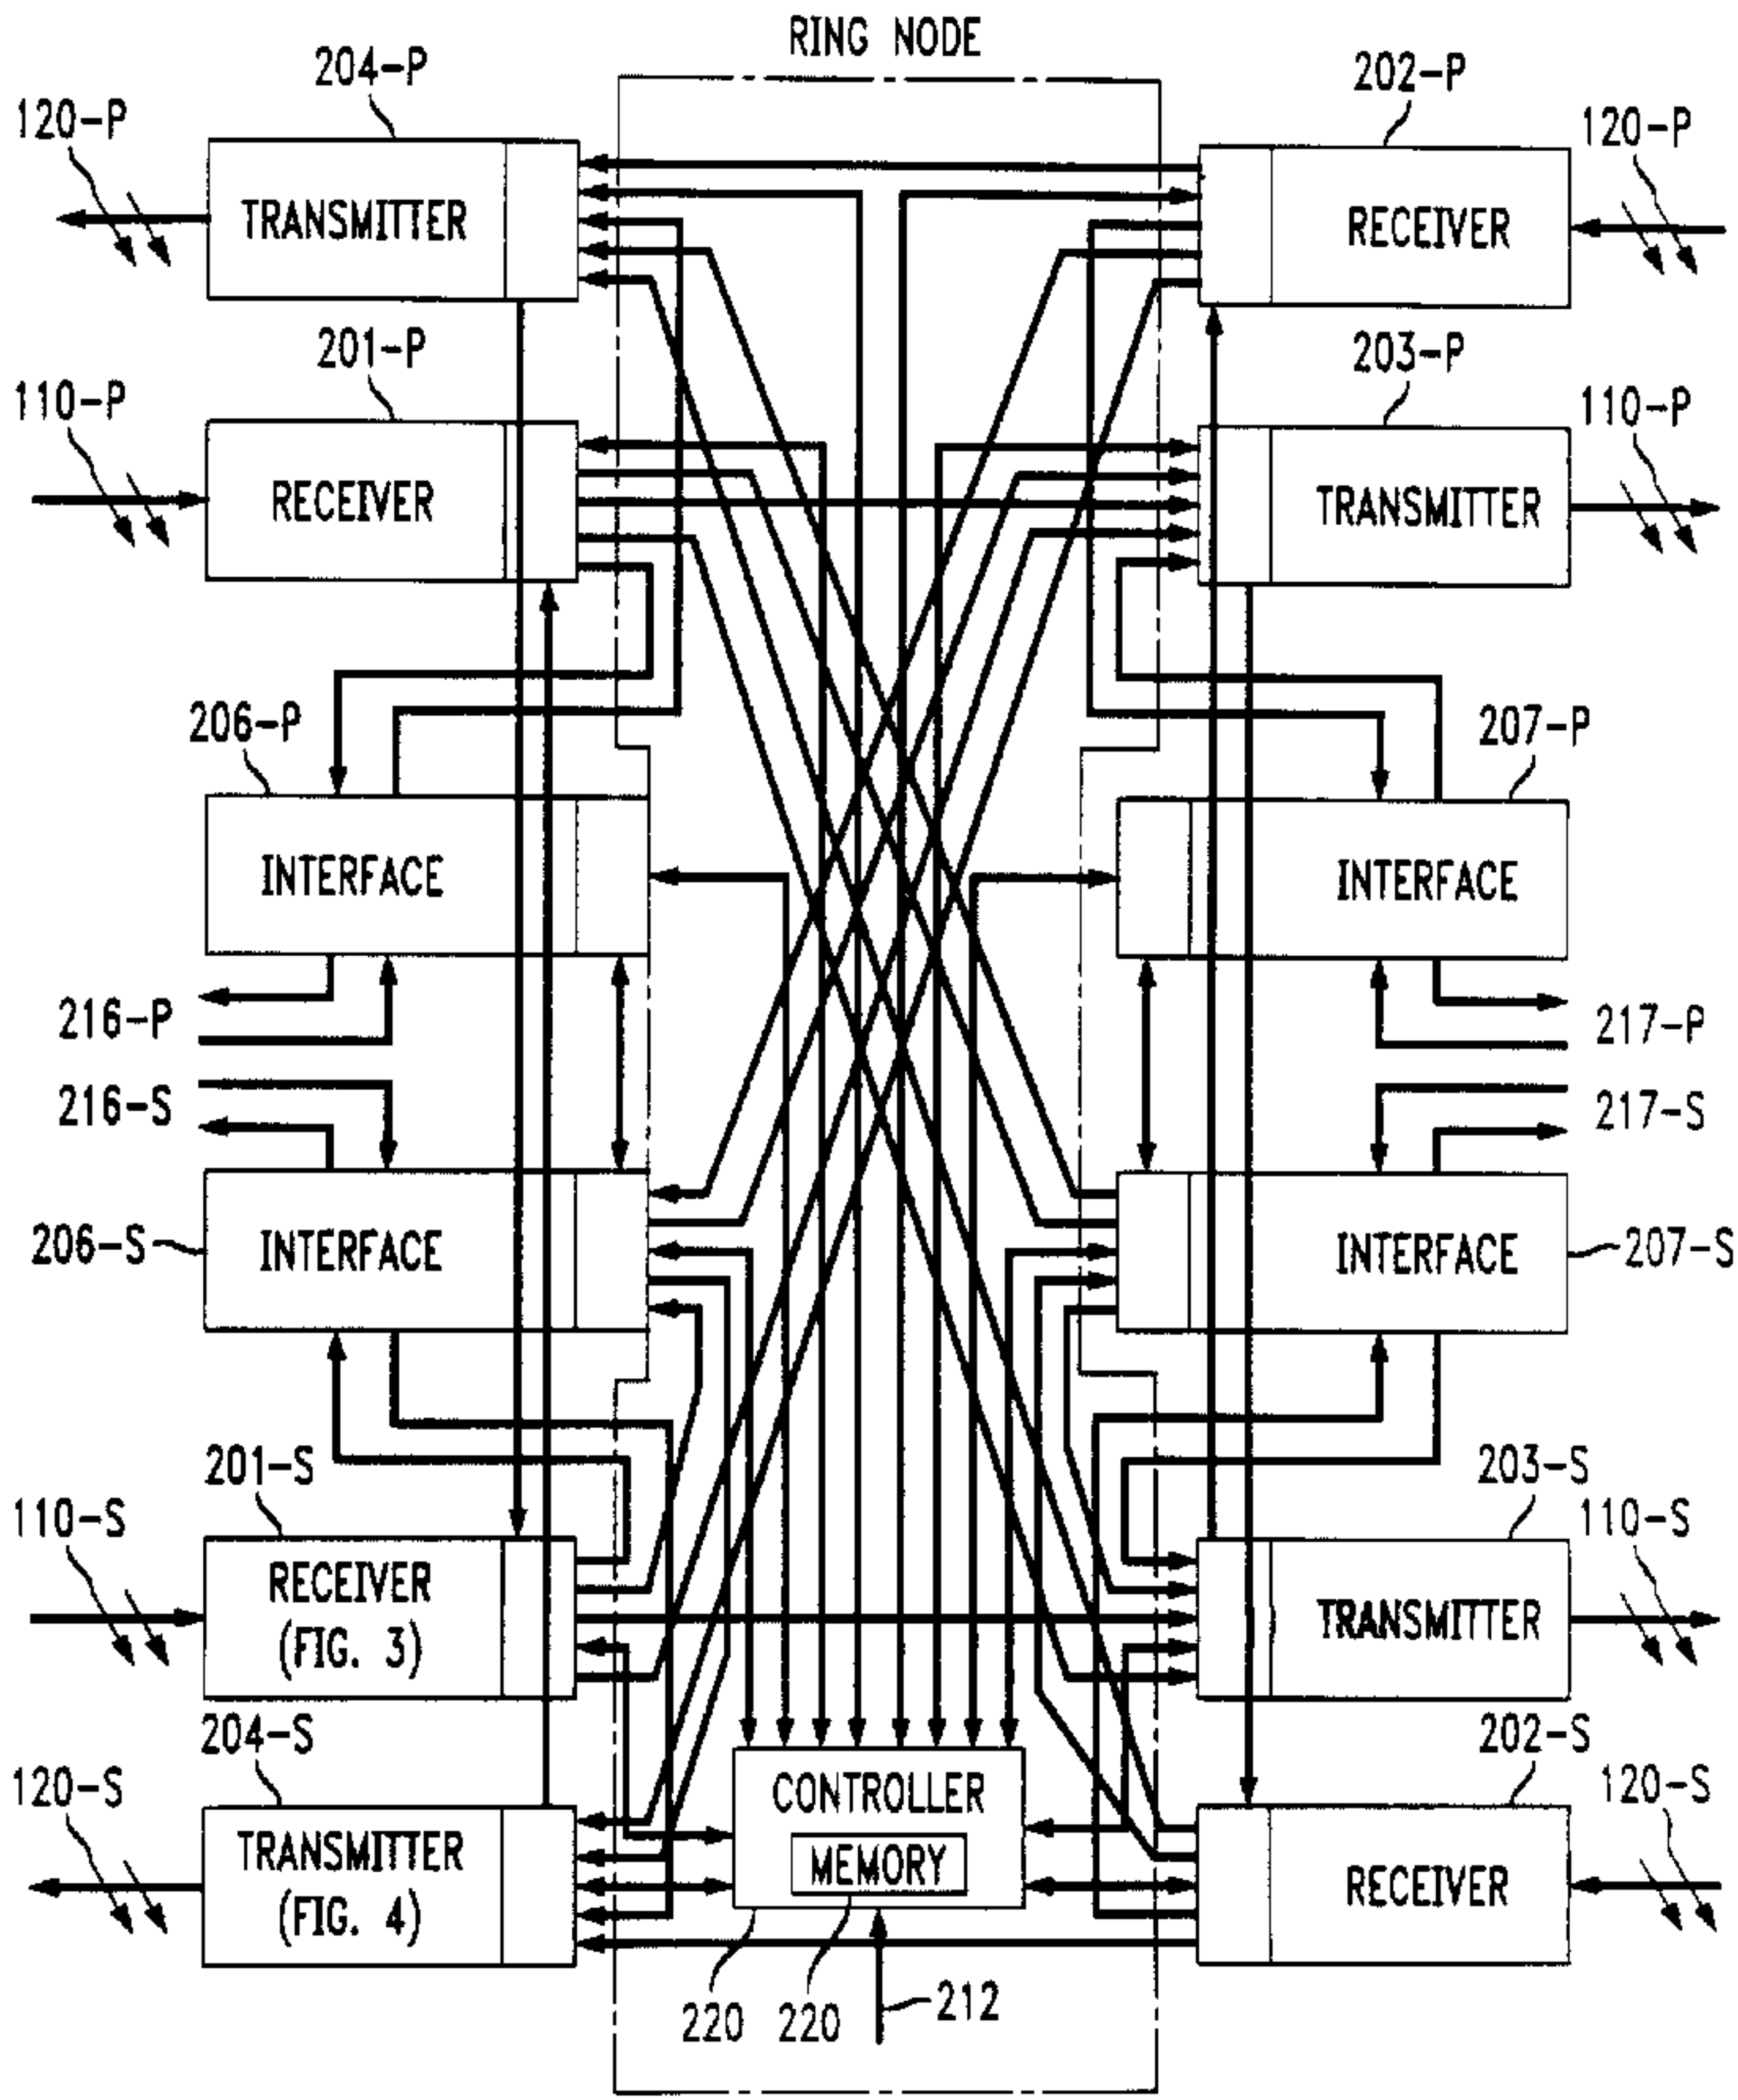 RING NODE
204-P
202-P
120-P
120-P
TRANSMITTER
RECEIVER
201-P
203-P
110-P
110-P
RECEIVER
TRANSMITTER
206-P
207-P
INTERFACE
INTERFACE
216-P
217-P
216-S
217-S
206-S
INTERFACE
INTERFACE
207-S
201-S
203-S
110-S
110-S
RECEIVER
(FIG. 3)
TRANSMITTER
204-S
202-S
120-S
120-S
CONTROLLER
MEMORY
TRANSMITTER
(FIG. 4)
RECEIVER
220
220
212